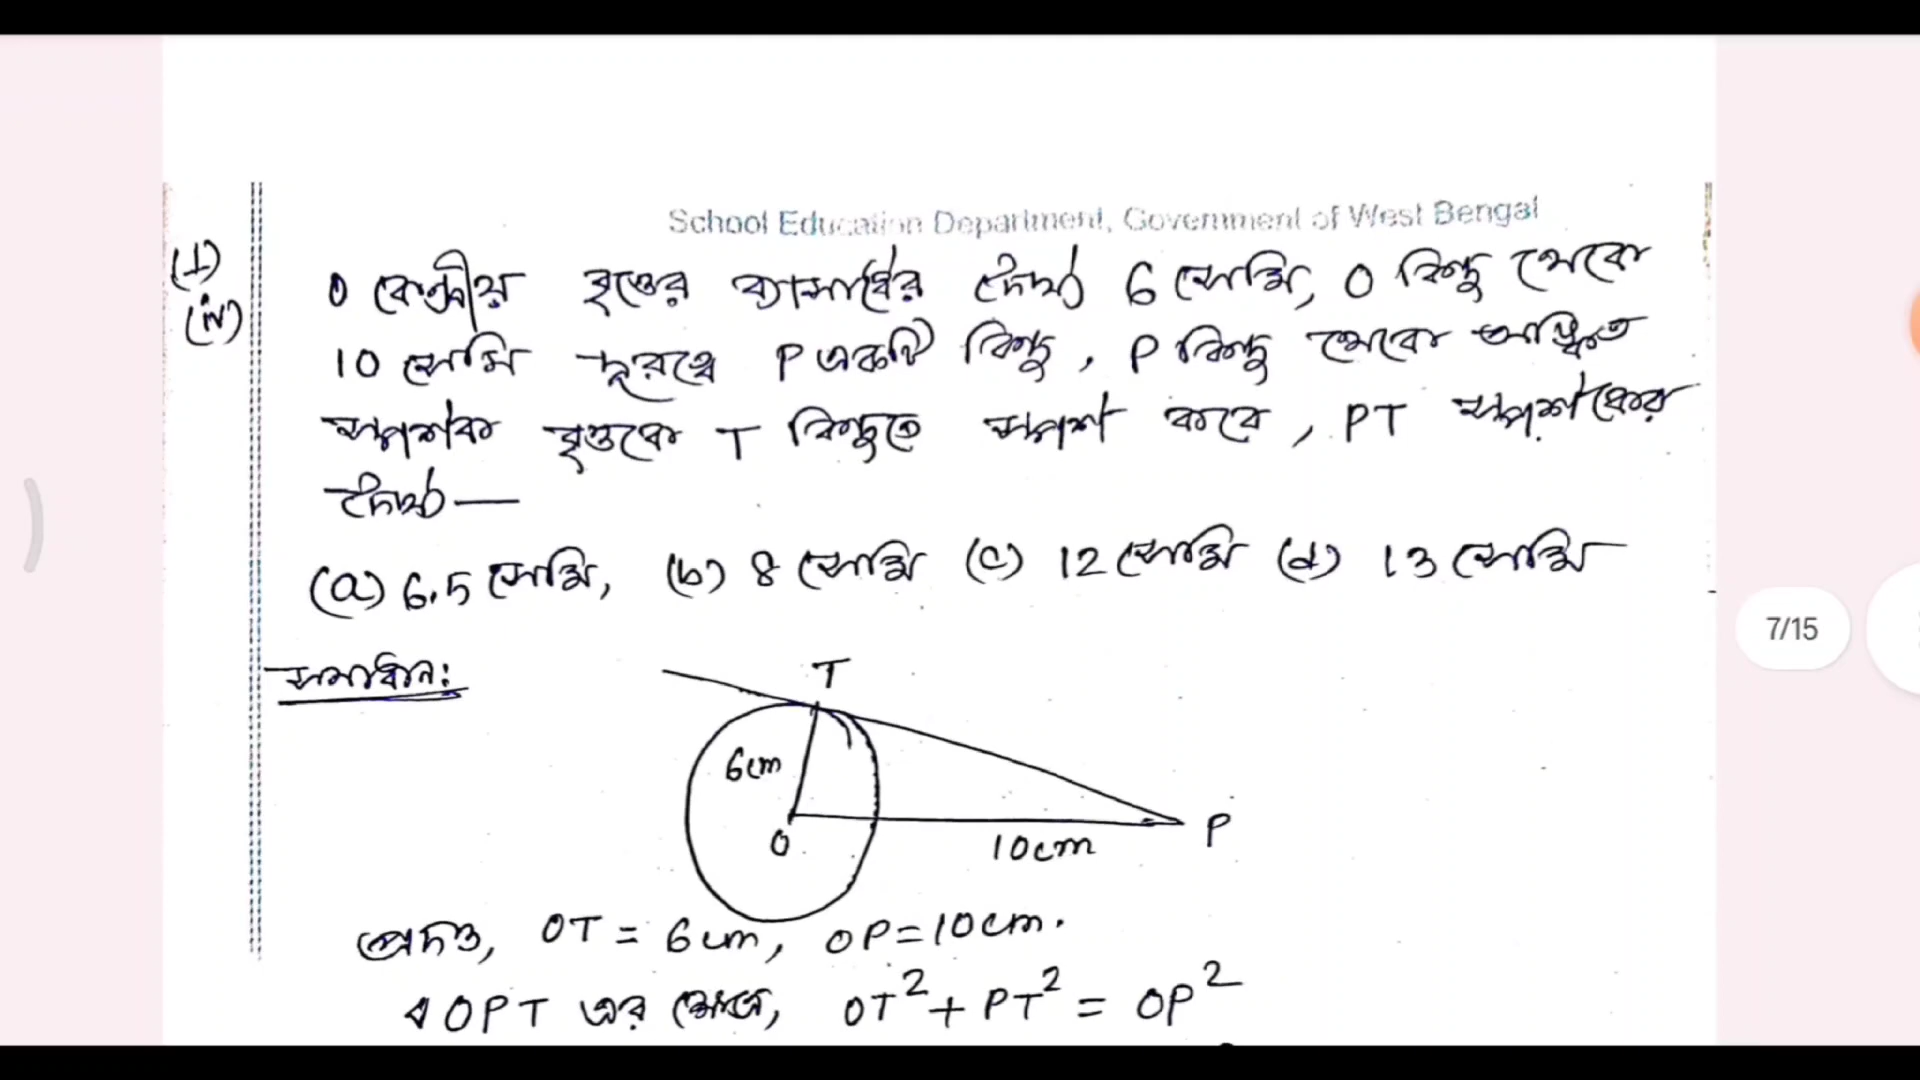 School Education Department, Government of West Bengal
(1)
(iv)
O কেন্দ্রীয় বৃত্তের ব্যাসার্ধের দৈর্ঘ্য 6 সেমি, O বিন্দু থেকে
10 সেমি দূরত্বে P একটি বিন্দু, P বিন্দু থেকে অঙ্কিত
স্পর্শক বৃত্তকে T বিন্দুতে স্পর্শ করে, PT স্পর্শকের
দৈর্ঘ্য —
(a) 6.5 সেমি, (b) 8 সেমি (c) 12 সেমি (d) 13 সেমি
7/15
সমাধান:
T
6cm
O
10cm
P
প্রদত্ত, OT = 6cm, OP = 10cm.
OPT এর ক্ষেত্রে, OT² + PT² = OP²